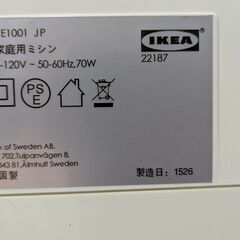 E1001 JP
家庭用ミシン
-120V ~ 50-60Hz,70W
IKEA
22187
PS
E
A of Sweden AB,
702,Tulpanvägen 8,
643 81,Älmhult Sweden
国製
製造日：1526